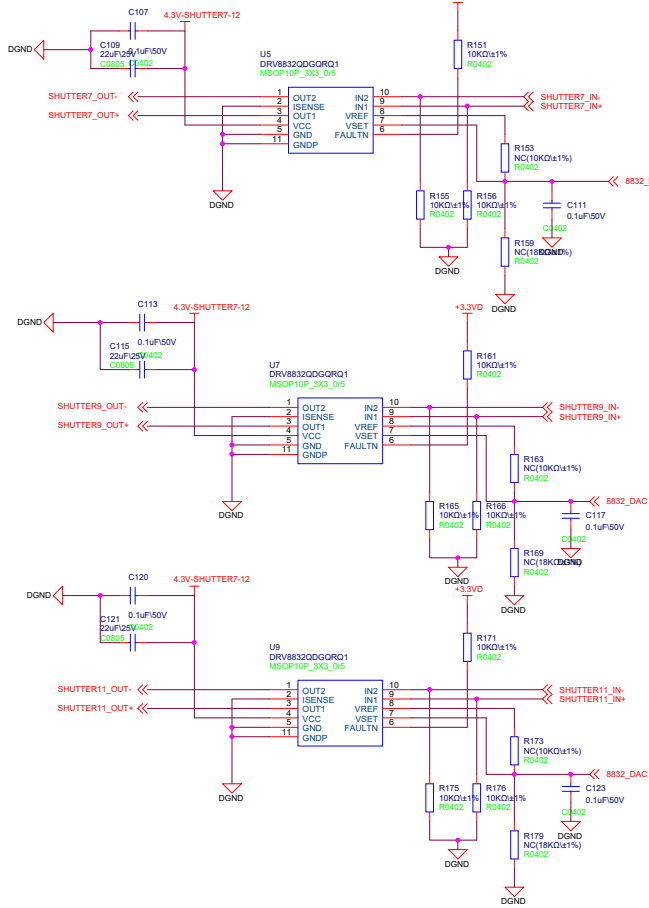 C107
4.3V-SHUTTER7-12
DGND
0.1uF\50V
C109
22uF\25V
C0805
C0402
R151
10KΩ\±1%
R0402
U5
DRV8832QDGQRQ1
MSOP10P_3X3_0r5
SHUTTER7_OUT-
SHUTTER7_OUT+
1 OUT2
2 ISENSE
3 OUT1
4 VCC
5 GND
11 GNDP
IN2 10
IN1 9
VREF 8
VSET 7
FAULTN 6
SHUTTER7_IN-
SHUTTER7_IN+
R153
NC(10KΩ\±1%)
R0402
8832_
DGND
R155
10KΩ\±1%
R0402
R156
10KΩ\±1%
R0402
C111
0.1uF\50V
C0402
DGND
R159
NC(18KΩ\±1%)
R0402
DGND
DGND
C113
4.3V-SHUTTER7-12
DGND
0.1uF\50V
C115
22uF\25V
C0805
C0402
+3.3VD
R161
10KΩ\±1%
R0402
U7
DRV8832QDGQRQ1
MSOP10P_3X3_0r5
SHUTTER9_OUT-
SHUTTER9_OUT+
1 OUT2
2 ISENSE
3 OUT1
4 VCC
5 GND
11 GNDP
IN2 10
IN1 9
VREF 8
VSET 7
FAULTN 6
SHUTTER9_IN-
SHUTTER9_IN+
R163
NC(10KΩ\±1%)
R0402
8832_DAC
DGND
R165
10KΩ\±1%
R0402
R166
10KΩ\±1%
R0402
C117
0.1uF\50V
C0402
DGND
R169
NC(18KΩ\±1%)
R0402
DGND
DGND
C120
4.3V-SHUTTER7-12
DGND
0.1uF\50V
C121
22uF\25V
C0805
C0402
+3.3VD
R171
10KΩ\±1%
R0402
U9
DRV8832QDGQRQ1
MSOP10P_3X3_0r5
SHUTTER11_OUT-
SHUTTER11_OUT+
1 OUT2
2 ISENSE
3 OUT1
4 VCC
5 GND
11 GNDP
IN2 10
IN1 9
VREF 8
VSET 7
FAULTN 6
SHUTTER11_IN-
SHUTTER11_IN+
R173
NC(10KΩ\±1%)
R0402
8832_DAC
DGND
R175
10KΩ\±1%
R0402
R176
10KΩ\±1%
R0402
C123
0.1uF\50V
C0402
DGND
R179
NC(18KΩ\±1%)
R0402
DGND
DGND